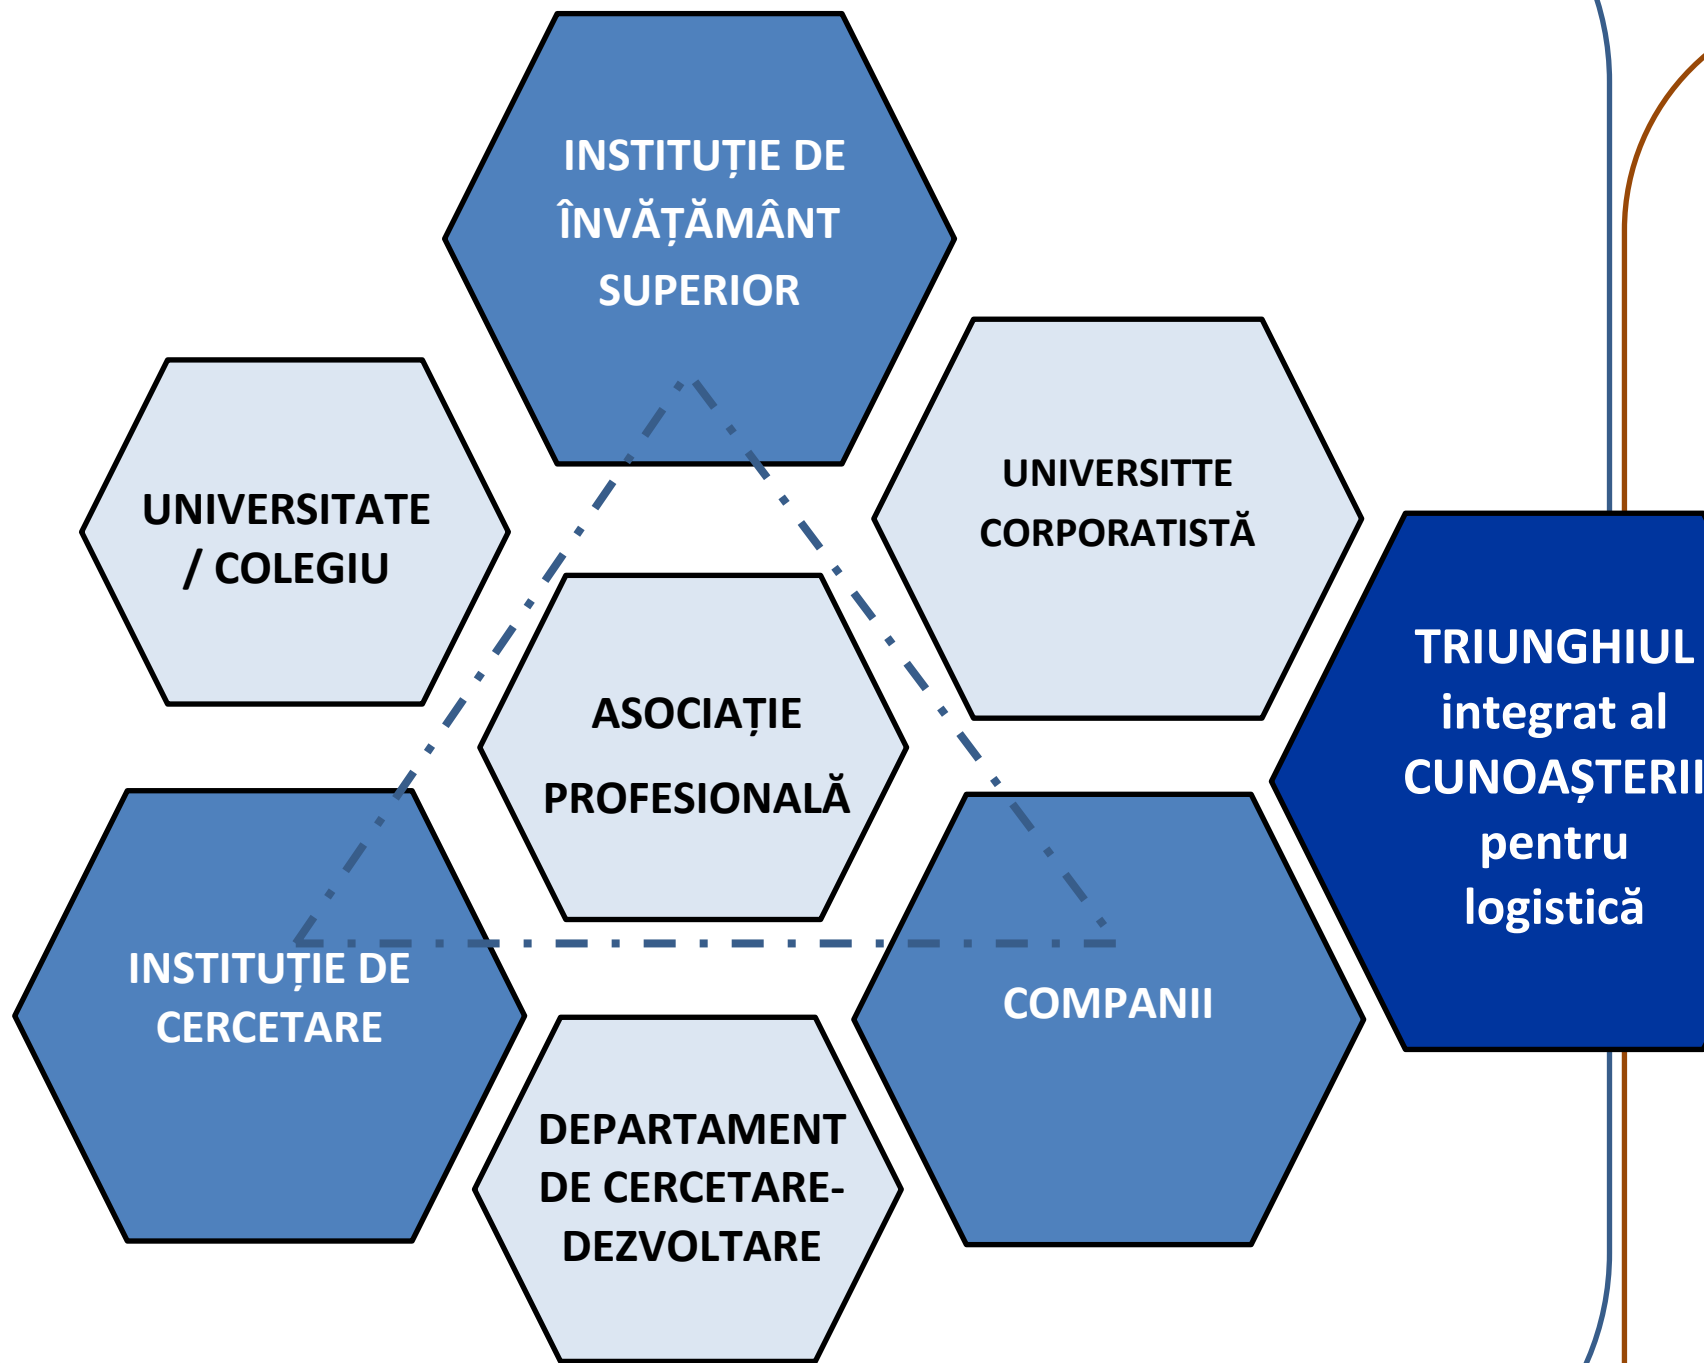 INSTITUȚIE DE
ÎNVĂȚĂMÂNT
SUPERIOR
UNIVERSITATE
/ COLEGIU
UNIVERSITTE
CORPORATISTĂ
ASOCIAȚIE
PROFESIONALĂ
TRIUNGHIUL
integrat al
CUNOAȘTERII
pentru
logistică
INSTITUȚIE DE
CERCETARE
COMPANII
DEPARTAMENT
DE CERCETARE-
DEZVOLTARE